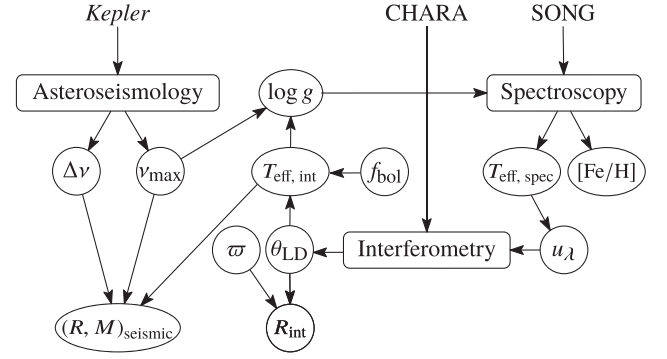 Kepler CHARA SONG
Asteroseismology log g Spectroscopy
Δν ν_max T_eff, int f_bol T_eff, spec [Fe/H]
ϖ θ_LD Interferometry u_λ
(R, M)_seismic R_int